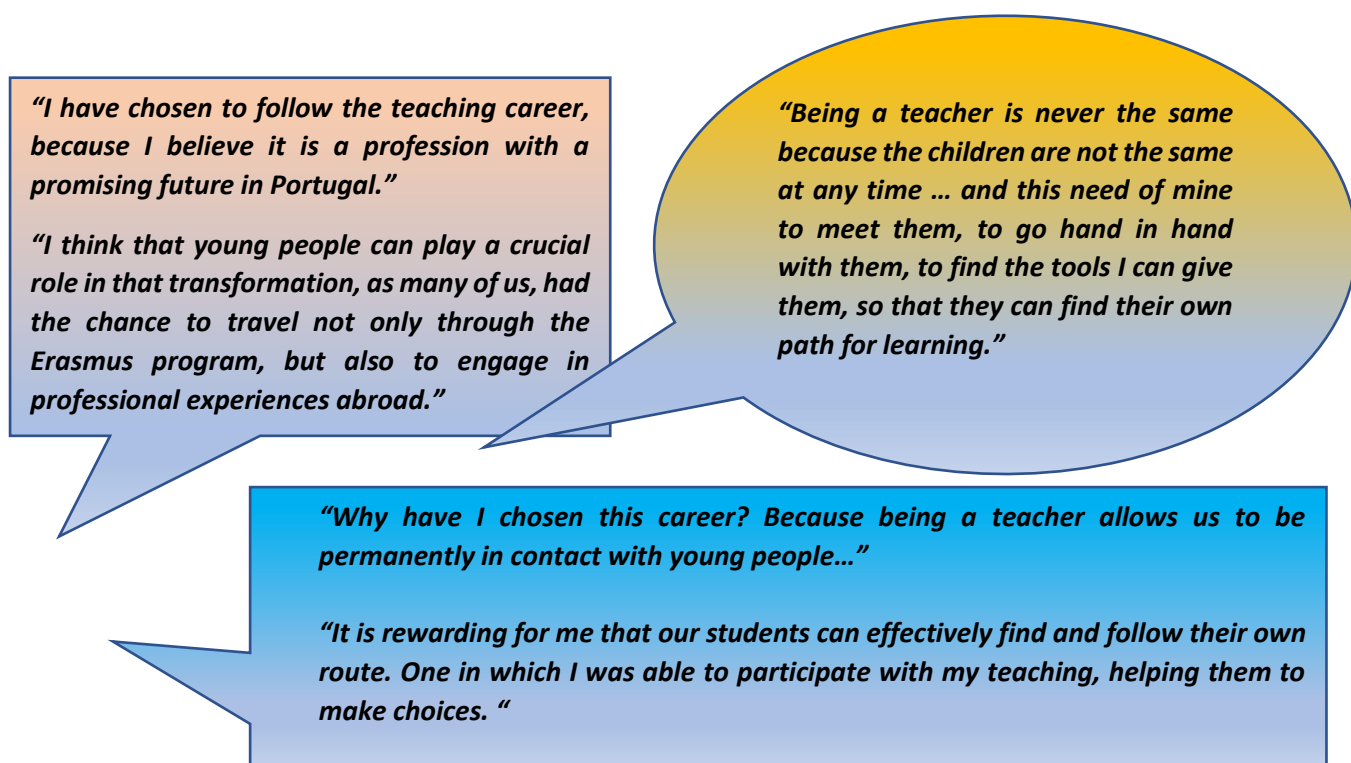 “I have chosen to follow the teaching career,
because I believe it is a profession with a
promising future in Portugal.”
“I think that young people can play a crucial
role in that transformation, as many of us, had
the chance to travel not only through the
Erasmus program, but also to engage in
professional experiences abroad.”
“Being a teacher is never the same
because the children are not the same
at any time … and this need of mine
to meet them, to go hand in hand
with them, to find the tools I can give
them, so that they can find their own
path for learning.”
“Why have I chosen this career? Because being a teacher allows us to be
permanently in contact with young people…”
“It is rewarding for me that our students can effectively find and follow their own
route. One in which I was able to participate with my teaching, helping them to
make choices. “